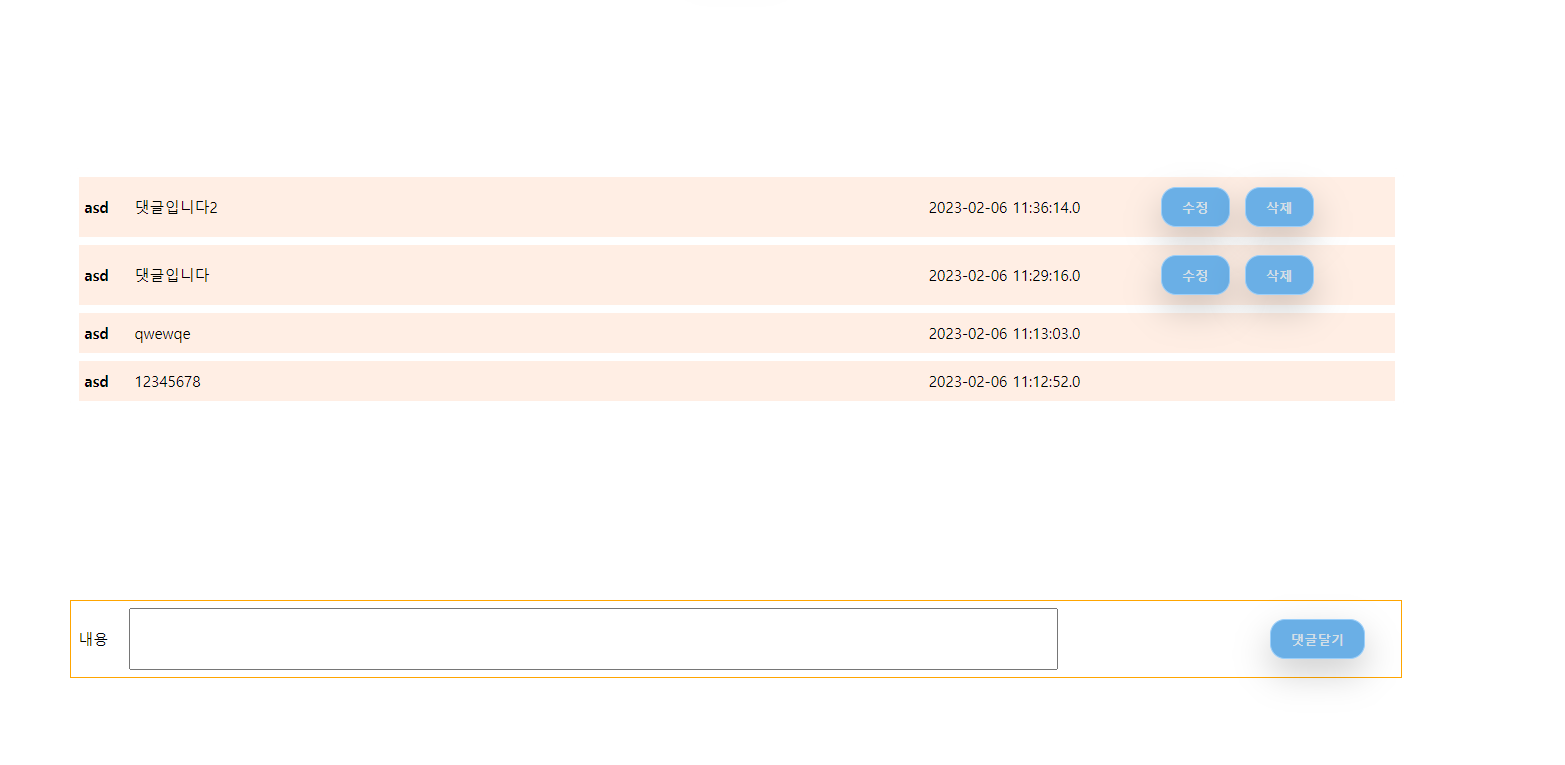 asd 댓글입니다2 2023-02-06 11:36:14.0 수정 삭제
asd 댓글입니다 2023-02-06 11:29:16.0 수정 삭제
asd qwewqe 2023-02-06 11:13:03.0
asd 12345678 2023-02-06 11:12:52.0
내용 댓글달기